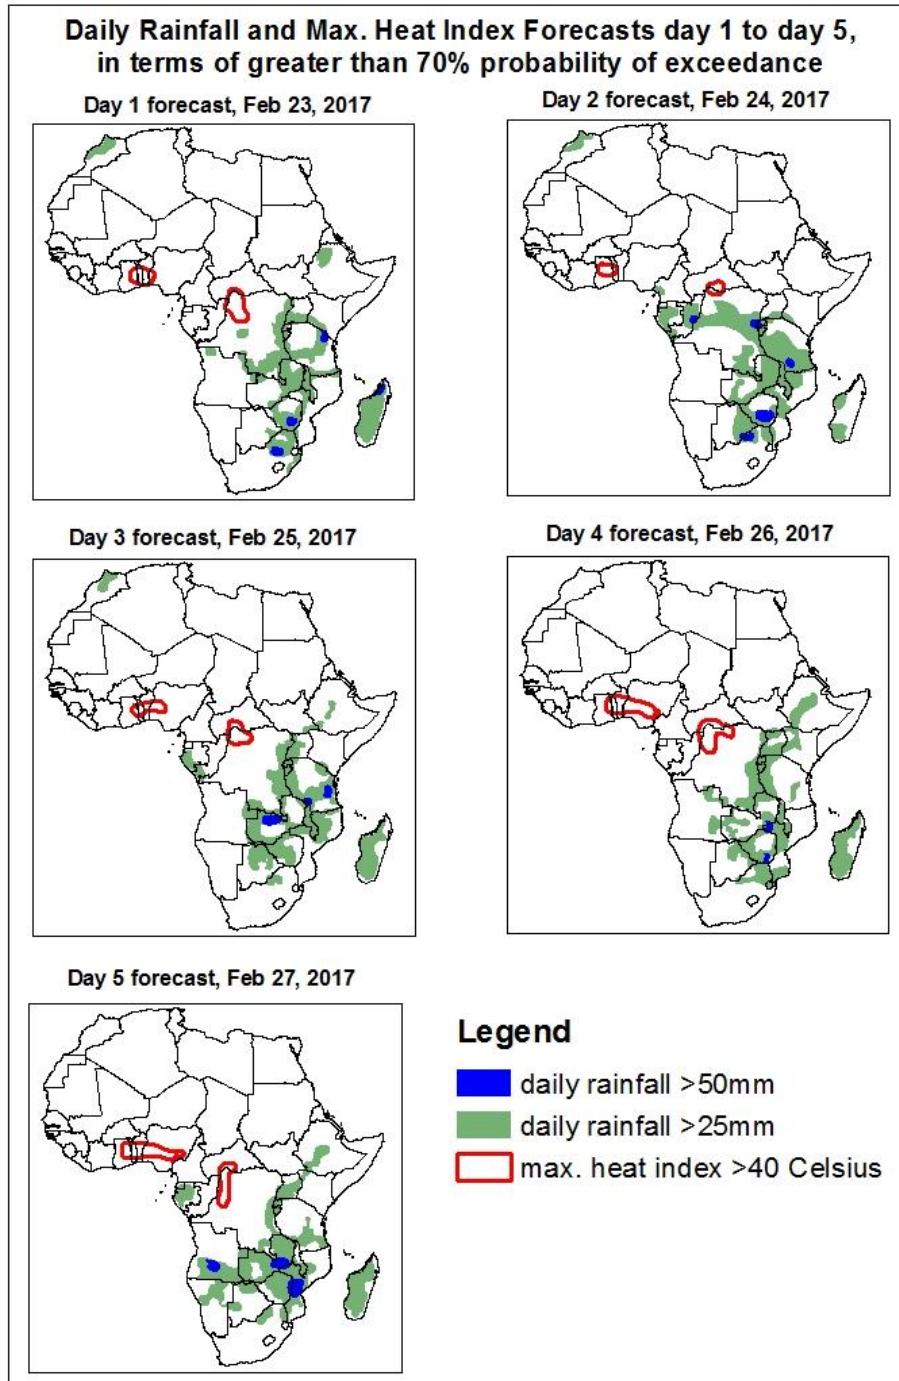 Daily Rainfall and Max. Heat Index Forecasts day 1 to day 5,
in terms of greater than 70% probability of exceedance
Day 1 forecast, Feb 23, 2017
Day 2 forecast, Feb 24, 2017
Day 3 forecast, Feb 25, 2017
Day 4 forecast, Feb 26, 2017
Day 5 forecast, Feb 27, 2017
Legend
daily rainfall >50mm
daily rainfall >25mm
max. heat index >40 Celsius